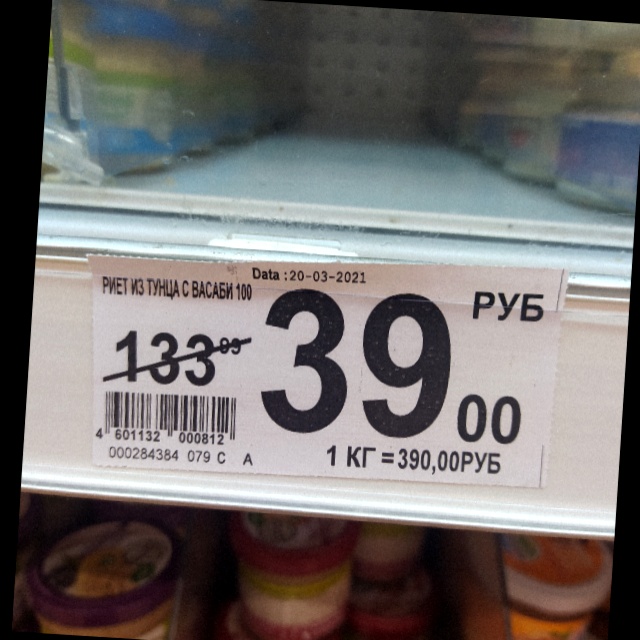 Data :20-03-2021
РИЕТ ИЗ ТУНЦА С ВАСАБИ 100
133 89
39 00
РУБ
4 601132 000812
000284384 079 С А
1 КГ = 390,00РУБ